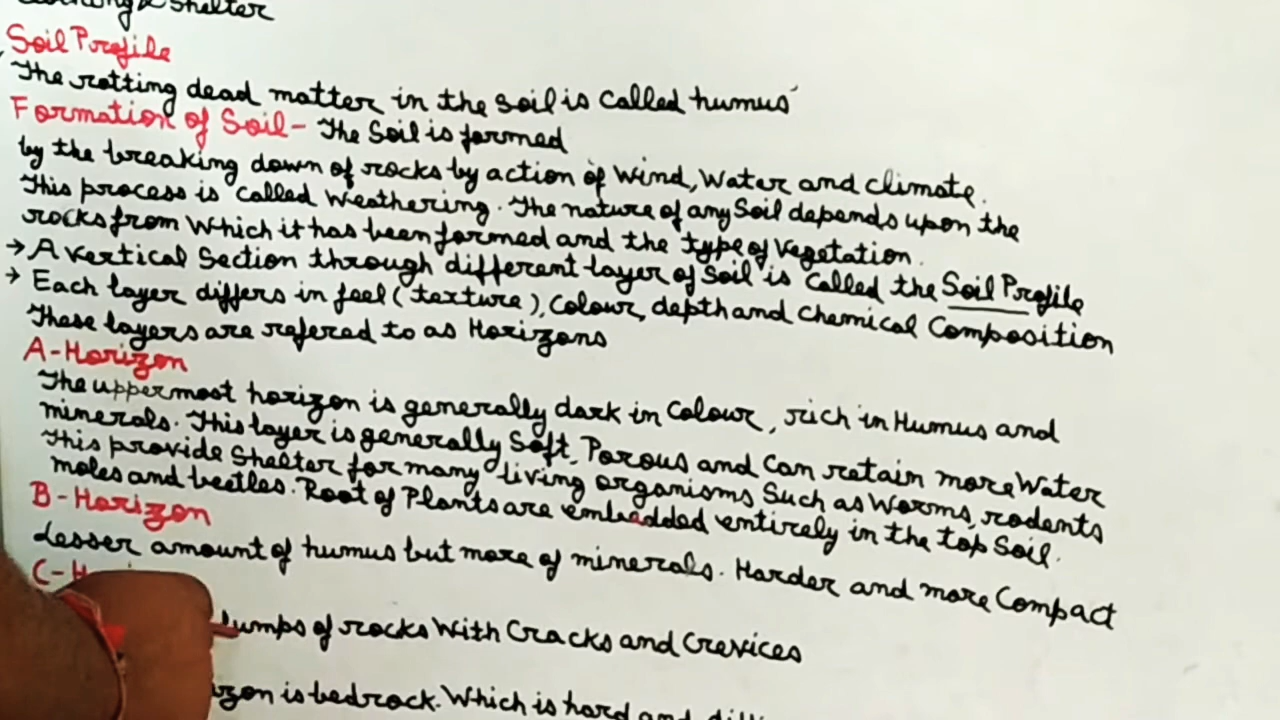 Shelter
Soil Profile
The rotting dead matter in the soil is called humus
Formation of Soil- The Soil is formed
by the breaking down of rocks by action of Wind, Water and climate.
This process is called Weathering. The nature of any Soil depends upon the
rocks from Which it has been formed and the type of Vegetation.
→ A vertical Section through different layer of Soil is Called the Soil Profile
→ Each layer differs in feel (texture), Colour, depth and Chemical Composition
These layers are refered to as Horizons
A-Horizon
The uppermost horizon is generally dark in Colour, rich in Humus and
minerals. This layer is generally Soft, Porous and Can retain more Water
This provide Shelter for many living organisms Such as Worms, rodents
moles and beetles. Root of Plants are embedded entirely in the top Soil.
B-Horizon
Lesser amount of humus but more of minerals. Harder and more Compact
C-H
lumps of rocks With Cracks and Crevices
is bedrock. Which is hard and